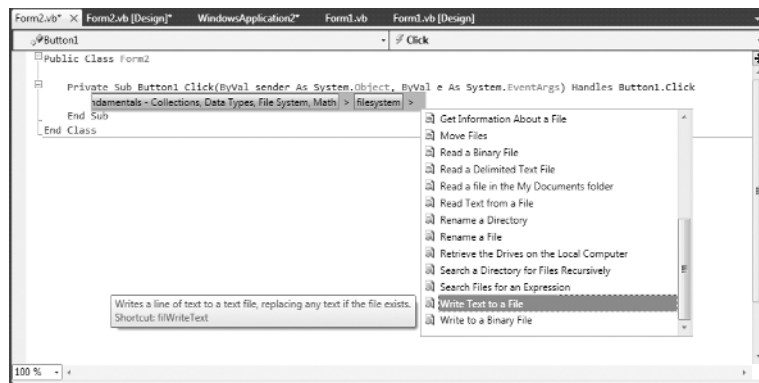 Form2.vb* × Form2.vb [Design]* WindowsApplication2* Form1.vb Form1.vb [Design]
Button1 Click
Public Class Form2
Private Sub Button1_Click(ByVal sender As System.Object, ByVal e As System.EventArgs) Handles Button1.Click
ndamentals - Collections, Data Types, File System, Math > filesystem >
End Sub
End Class
Get Information About a File
Move Files
Read a Binary File
Read a Delimited Text File
Read a file in the My Documents folder
Read Text from a File
Rename a Directory
Rename a File
Retrieve the Drives on the Local Computer
Search a Directory for Files Recursively
Search Files for an Expression
Write Text to a File
Write to a Binary File
Writes a line of text to a text file, replacing any text if the file exists.
Shortcut: filWriteText
100 %